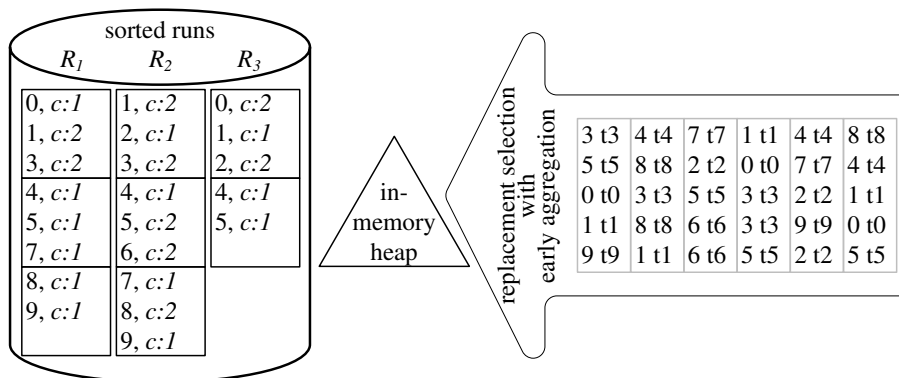 sorted runs
R1 R2 R3
0, c:1 1, c:2 0, c:2
1, c:2 2, c:1 1, c:1
3, c:2 3, c:2 2, c:2
4, c:1 4, c:1 4, c:1
5, c:1 5, c:2 5, c:1
7, c:1 6, c:2
8, c:1 7, c:1
9, c:1 8, c:2
9, c:1
in-
memory
heap
replacement selection
with
early aggregation
3 t3 4 t4 7 t7 1 t1 4 t4 8 t8
5 t5 8 t8 2 t2 0 t0 7 t7 4 t4
0 t0 3 t3 5 t5 3 t3 2 t2 1 t1
1 t1 8 t8 6 t6 3 t3 9 t9 0 t0
9 t9 1 t1 6 t6 5 t5 2 t2 5 t5